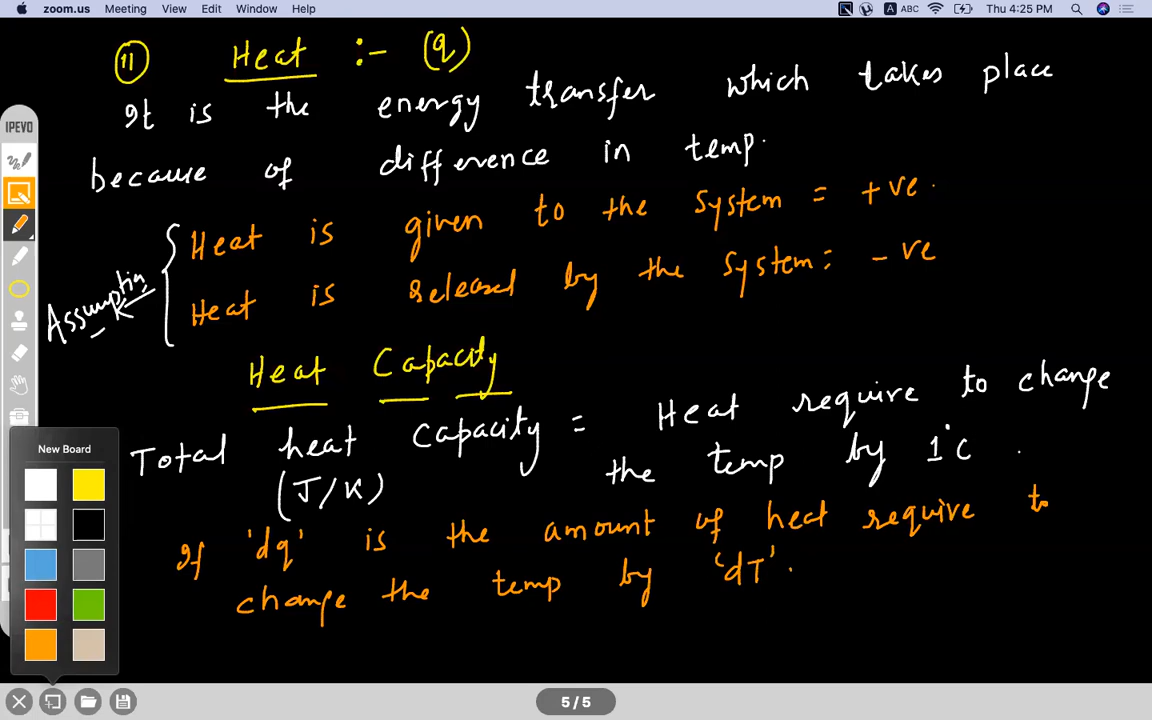 zoom.us Meeting View Edit Window Help ABC Thu 4:25 PM
11 Heat :- (q)
It is the energy transfer which takes place
because of difference in temp.
Heat is given to the System = +ve.
Assumption
Heat is released by the System = -ve
Heat Capacity
Total heat Capacity = Heat require to change
(J/K) the temp by 1°C.
If 'dq' is the amount of heat require to
change the temp by 'dT'.
IPEVO
New Board
5/5